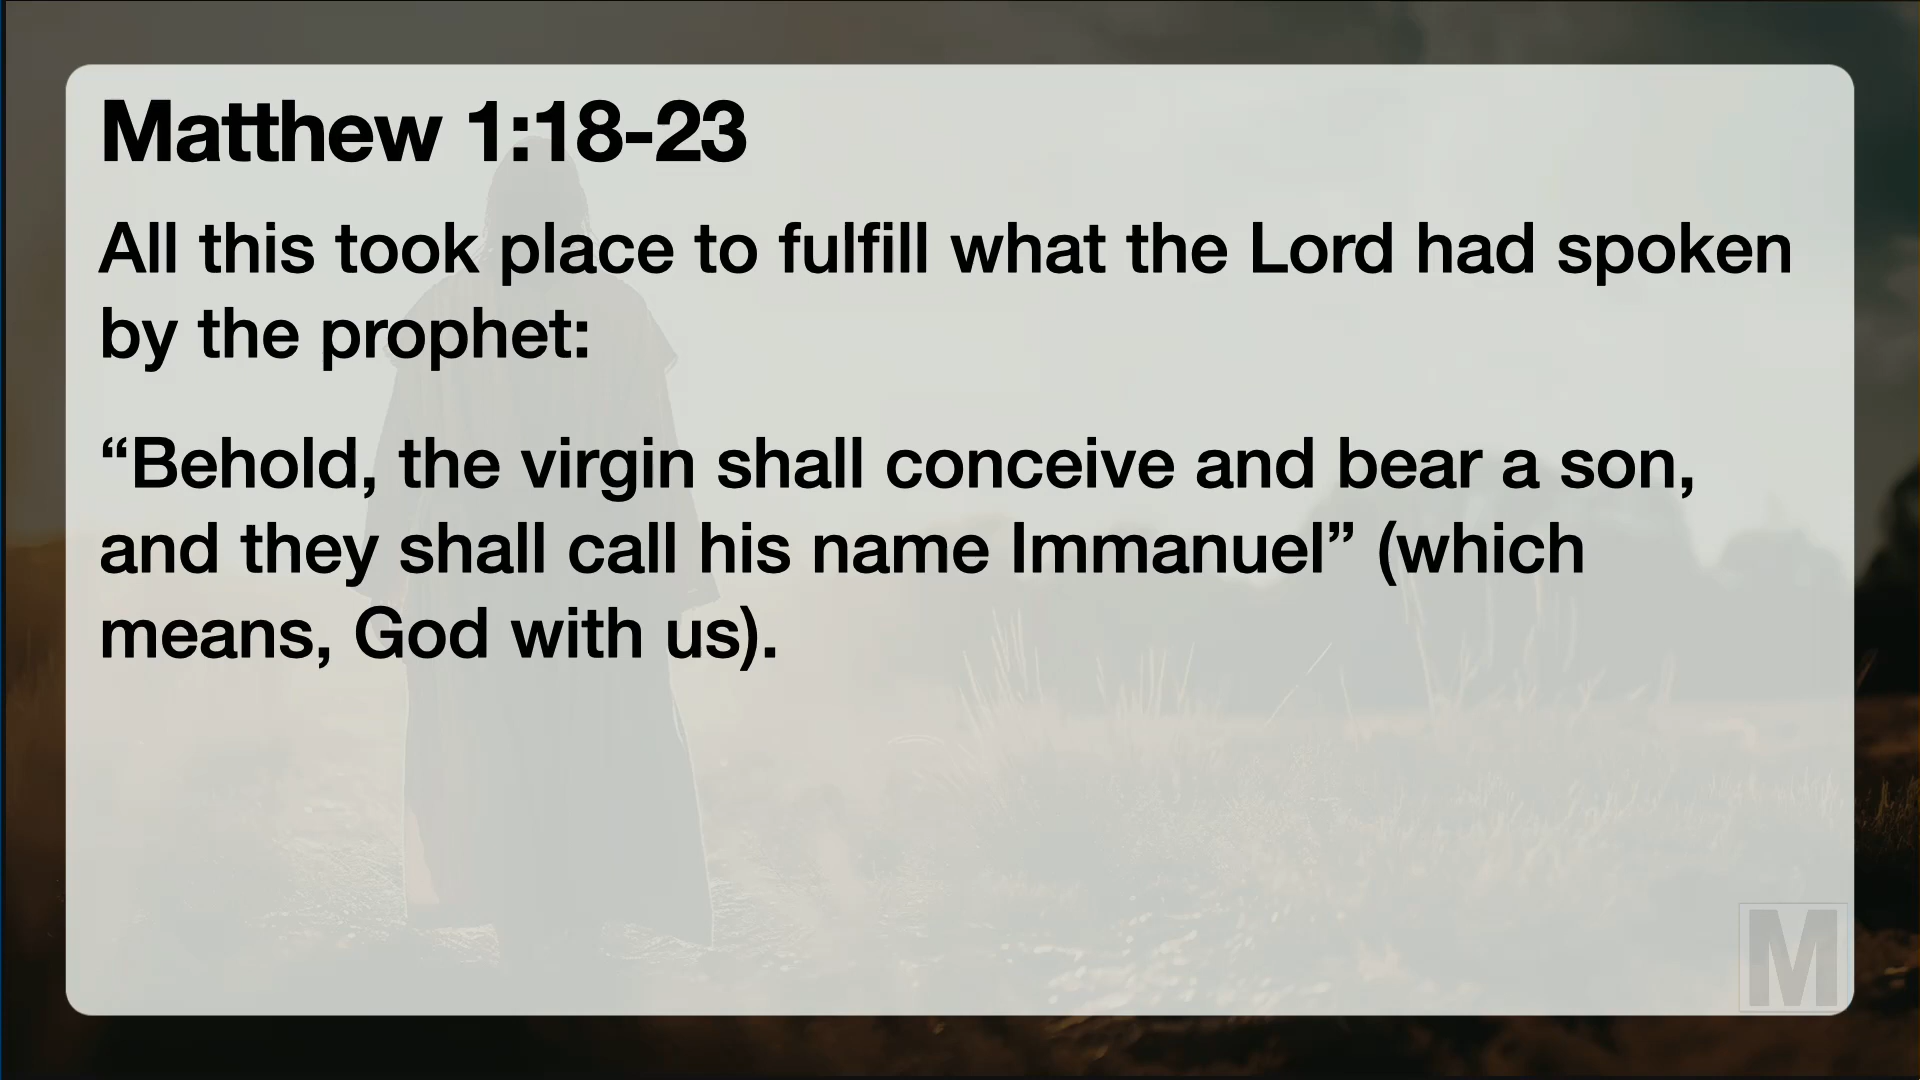 Matthew 1:18-23
All this took place to fulfill what the Lord had spoken
by the prophet:
“Behold, the virgin shall conceive and bear a son,
and they shall call his name Immanuel” (which
means, God with us).
M